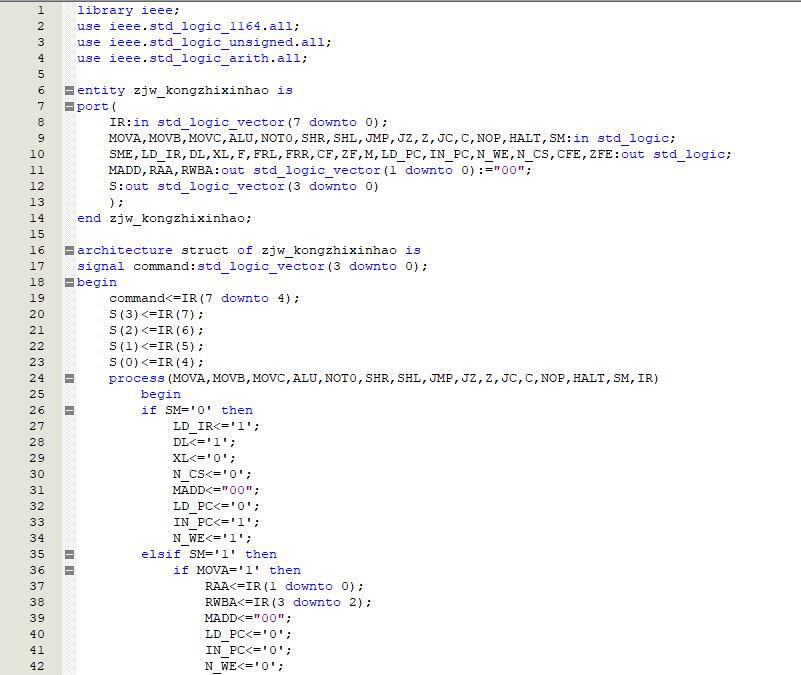 1 library ieee;
2 use ieee.std_logic_1164.all;
3 use ieee.std_logic_unsigned.all;
4 use ieee.std_logic_arith.all;
5
6 entity zjw_kongzhixinhao is
7 port(
8 IR:in std_logic_vector(7 downto 0);
9 MOVA,MOVB,MOVC,ALU,NOT0,SHR,SHL,JMP,JZ,Z,JC,C,NOP,HALT,SM:in std_logic;
10 SME,LD_IR,DL,XL,F,FRL,FRR,CF,ZF,M,LD_PC,IN_PC,N_WE,N_CS,CFE,ZFE:out std_logic;
11 MADD,RAA,RWBA:out std_logic_vector(1 downto 0):="00";
12 S:out std_logic_vector(3 downto 0)
13 );
14 end zjw_kongzhixinhao;
15
16 architecture struct of zjw_kongzhixinhao is
17 signal command:std_logic_vector(3 downto 0);
18 begin
19 command<=IR(7 downto 4);
20 S(3)<=IR(7);
21 S(2)<=IR(6);
22 S(1)<=IR(5);
23 S(0)<=IR(4);
24 process(MOVA,MOVB,MOVC,ALU,NOT0,SHR,SHL,JMP,JZ,Z,JC,C,NOP,HALT,SM,IR)
25 begin
26 if SM='0' then
27 LD_IR<='1';
28 DL<='1';
29 XL<='0';
30 N_CS<='0';
31 MADD<="00";
32 LD_PC<='0';
33 IN_PC<='1';
34 N_WE<='1';
35 elsif SM='1' then
36 if MOVA='1' then
37 RAA<=IR(1 downto 0);
38 RWBA<=IR(3 downto 2);
39 MADD<="00";
40 LD_PC<='0';
41 IN_PC<='0';
42 N_WE<='0';